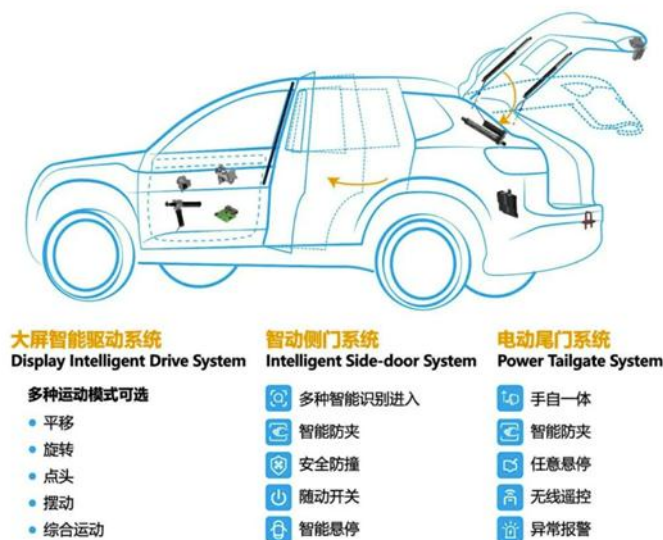 大屏智能驱动系统
Display Intelligent Drive System
多种运动模式可选
平移
旋转
点头
摆动
综合运动
智动侧门系统
Intelligent Side-door System
多种智能识别进入
智能防夹
安全防撞
随动开关
智能悬停
电动尾门系统
Power Tailgate System
手自一体
智能防夹
任意悬停
无线遥控
异常报警